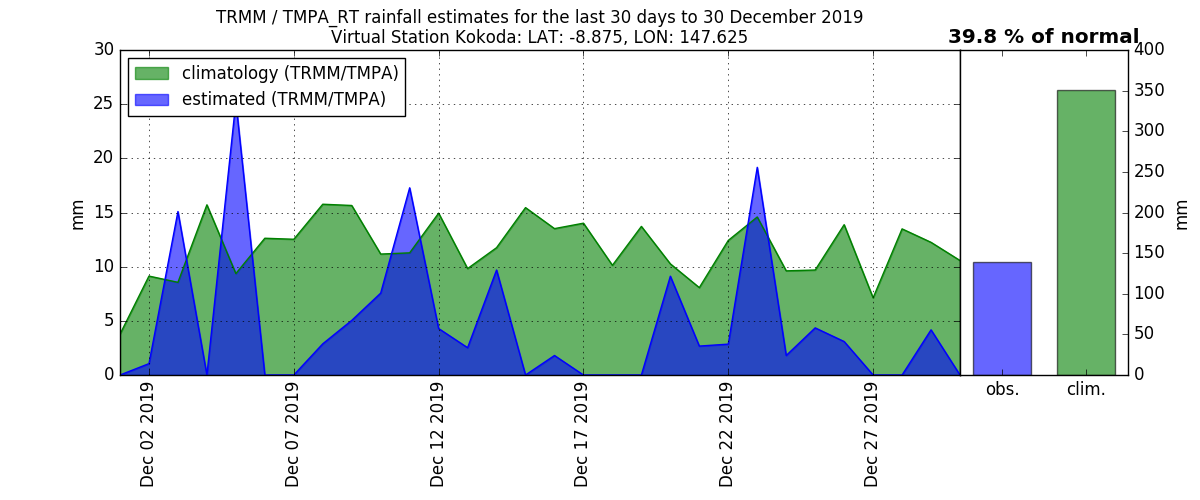 TRMM / TMPA_RT rainfall estimates for the last 30 days to 30 December 2019
Virtual Station Kokoda: LAT: -8.875, LON: 147.625
39.8 % of normal
climatology (TRMM/TMPA)
estimated (TRMM/TMPA)
30
25
20
15
10
5
0
mm
Dec 02 2019
Dec 07 2019
Dec 12 2019
Dec 17 2019
Dec 22 2019
Dec 27 2019
obs.
clim.
400
350
300
250
200
150
100
50
0
mm